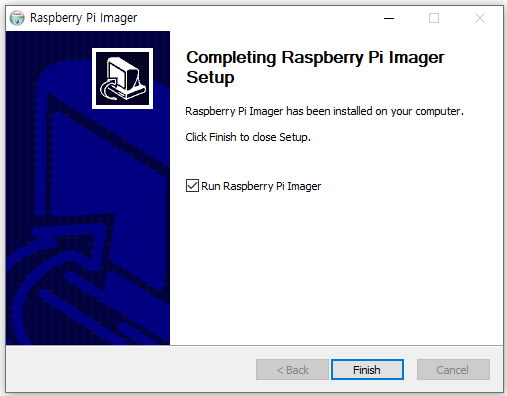 Raspberry Pi Imager
Completing Raspberry Pi Imager
Setup
Raspberry Pi Imager has been installed on your computer.
Click Finish to close Setup.
Run Raspberry Pi Imager
< Back
Finish
Cancel